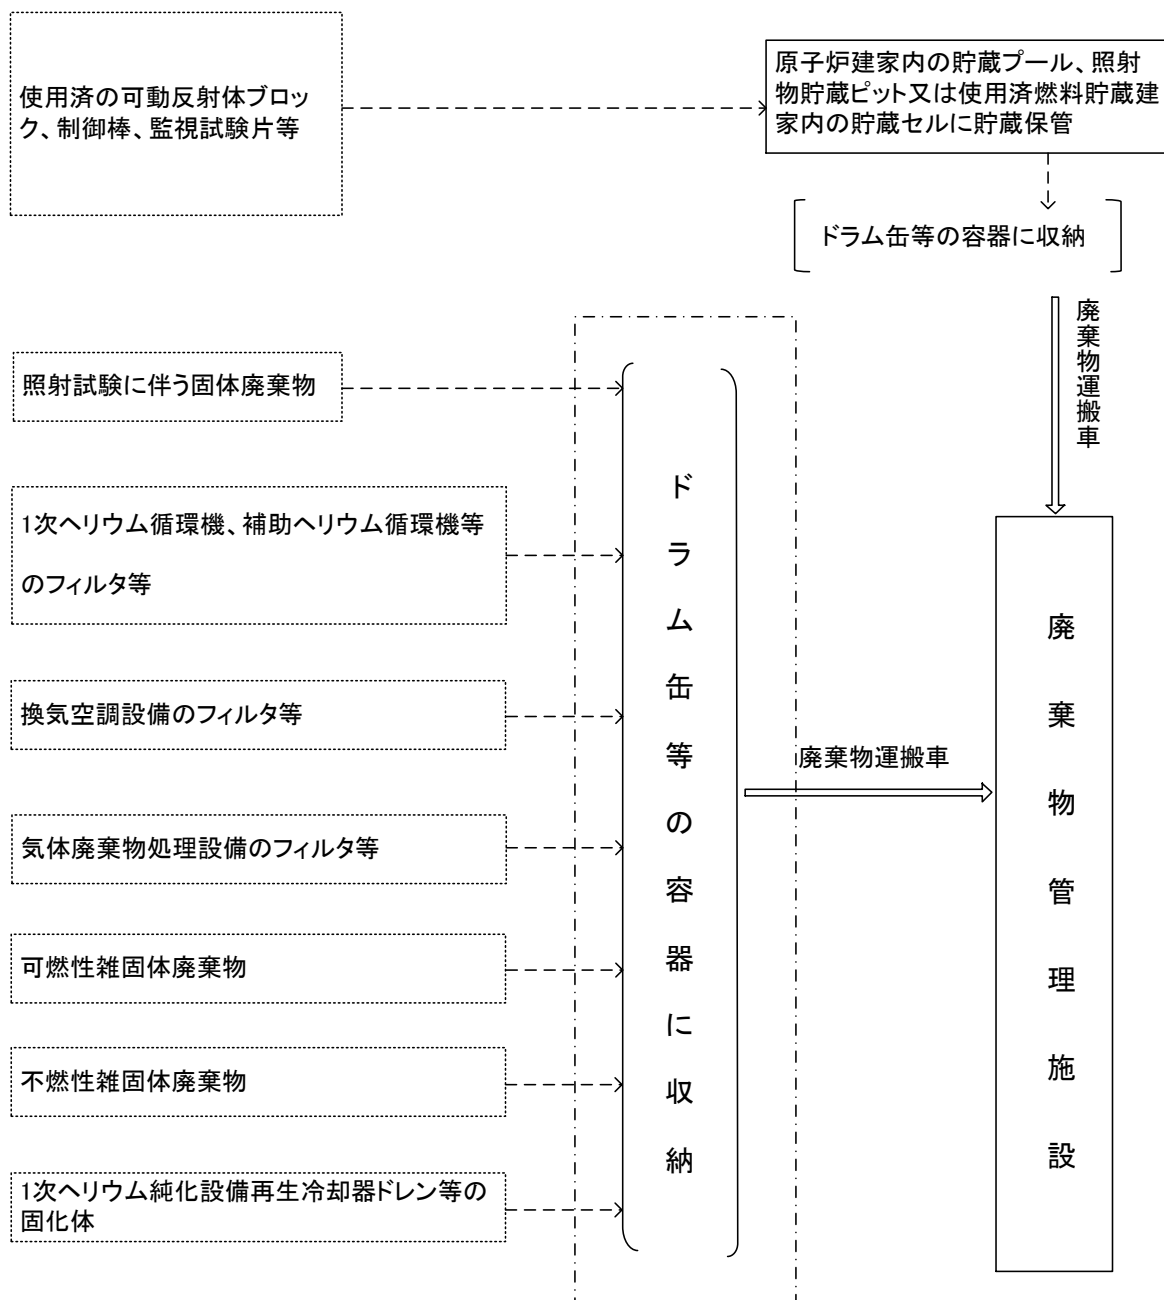 使用済の可動反射体ブロッ
ク、制御棒、監視試験片等
原子炉建家内の貯蔵プール、照射
物貯蔵ピット又は使用済燃料貯蔵建
家内の貯蔵セルに貯蔵保管
ドラム缶等の容器に収納
廃棄物運搬車
照射試験に伴う固体廃棄物
1次ヘリウム循環機、補助ヘリウム循環機等
のフィルタ等
換気空調設備のフィルタ等
気体廃棄物処理設備のフィルタ等
可燃性雑固体廃棄物
不燃性雑固体廃棄物
1次ヘリウム純化設備再生冷却器ドレン等の
固化体
ドラム缶等の容器に収納
廃棄物運搬車
廃棄物管理施設